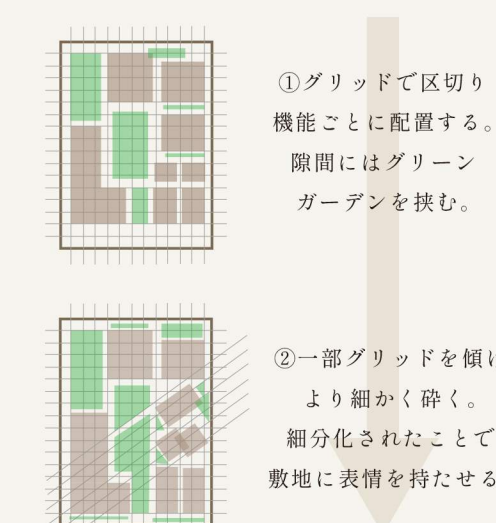 ①グリッドで区切り
機能ごとに配置する。
隙間にはグリーン
ガーデンを挟む。
②一部グリッドを傾け
より細かく砕く。
細分化されたことで
敷地に表情を持たせる